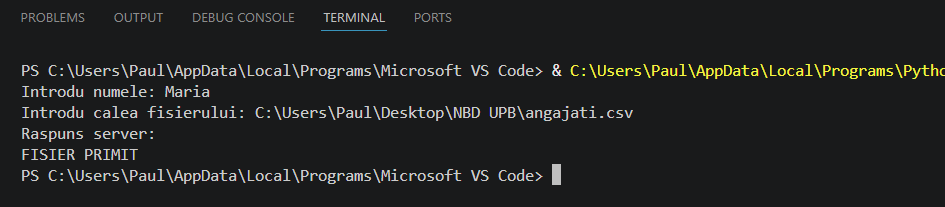 PROBLEMS OUTPUT DEBUG CONSOLE TERMINAL PORTS
PS C:\Users\Paul\AppData\Local\Programs\Microsoft VS Code> & C:\Users\Paul\AppData\Local\Programs\Pytho
Introdu numele: Maria
Introdu calea fisierului: C:\Users\Paul\Desktop\NBD UPB\angajati.csv
Raspuns server:
FISIER PRIMIT
PS C:\Users\Paul\AppData\Local\Programs\Microsoft VS Code>